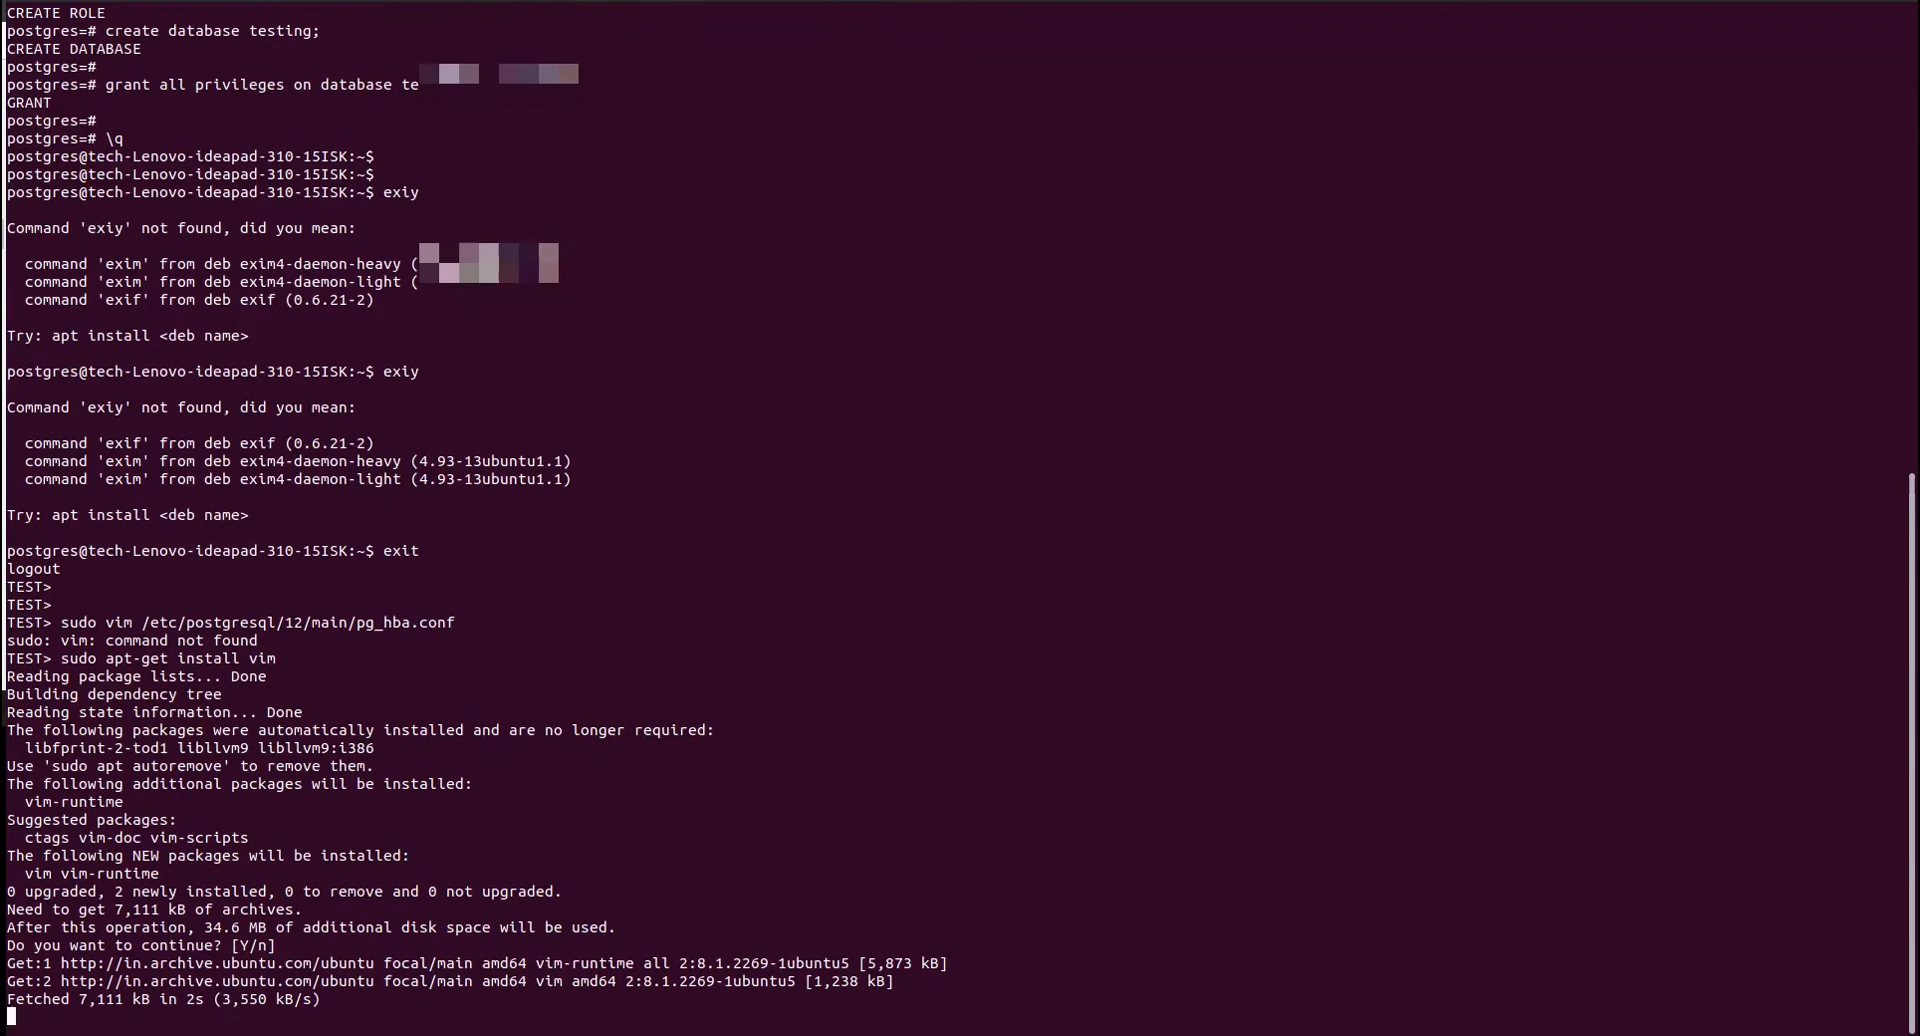 CREATE ROLE
postgres=# create database testing;
CREATE DATABASE
postgres=#
postgres=# grant all privileges on database te
GRANT
postgres=#
postgres=# \q
postgres@tech-Lenovo-ideapad-310-15ISK:~$
postgres@tech-Lenovo-ideapad-310-15ISK:~$
postgres@tech-Lenovo-ideapad-310-15ISK:~$ exiy
Command 'exiy' not found, did you mean:
command 'exim' from deb exim4-daemon-heavy (
command 'exim' from deb exim4-daemon-light (
command 'exif' from deb exif (0.6.21-2)
Try: apt install <deb name>
postgres@tech-Lenovo-ideapad-310-15ISK:~$ exiy
Command 'exiy' not found, did you mean:
command 'exif' from deb exif (0.6.21-2)
command 'exim' from deb exim4-daemon-heavy (4.93-13ubuntu1.1)
command 'exim' from deb exim4-daemon-light (4.93-13ubuntu1.1)
Try: apt install <deb name>
postgres@tech-Lenovo-ideapad-310-15ISK:~$ exit
logout
TEST>
TEST>
TEST> sudo vim /etc/postgresql/12/main/pg_hba.conf
sudo: vim: command not found
TEST> sudo apt-get install vim
Reading package lists... Done
Building dependency tree
Reading state information... Done
The following packages were automatically installed and are no longer required:
libfprint-2-tod1 libllvm9 libllvm9:i386
Use 'sudo apt autoremove' to remove them.
The following additional packages will be installed:
vim-runtime
Suggested packages:
ctags vim-doc vim-scripts
The following NEW packages will be installed:
vim vim-runtime
0 upgraded, 2 newly installed, 0 to remove and 0 not upgraded.
Need to get 7,111 kB of archives.
After this operation, 34.6 MB of additional disk space will be used.
Do you want to continue? [Y/n]
Get:1 http://in.archive.ubuntu.com/ubuntu focal/main amd64 vim-runtime all 2:8.1.2269-1ubuntu5 [5,873 kB]
Get:2 http://in.archive.ubuntu.com/ubuntu focal/main amd64 vim amd64 2:8.1.2269-1ubuntu5 [1,238 kB]
Fetched 7,111 kB in 2s (3,550 kB/s)